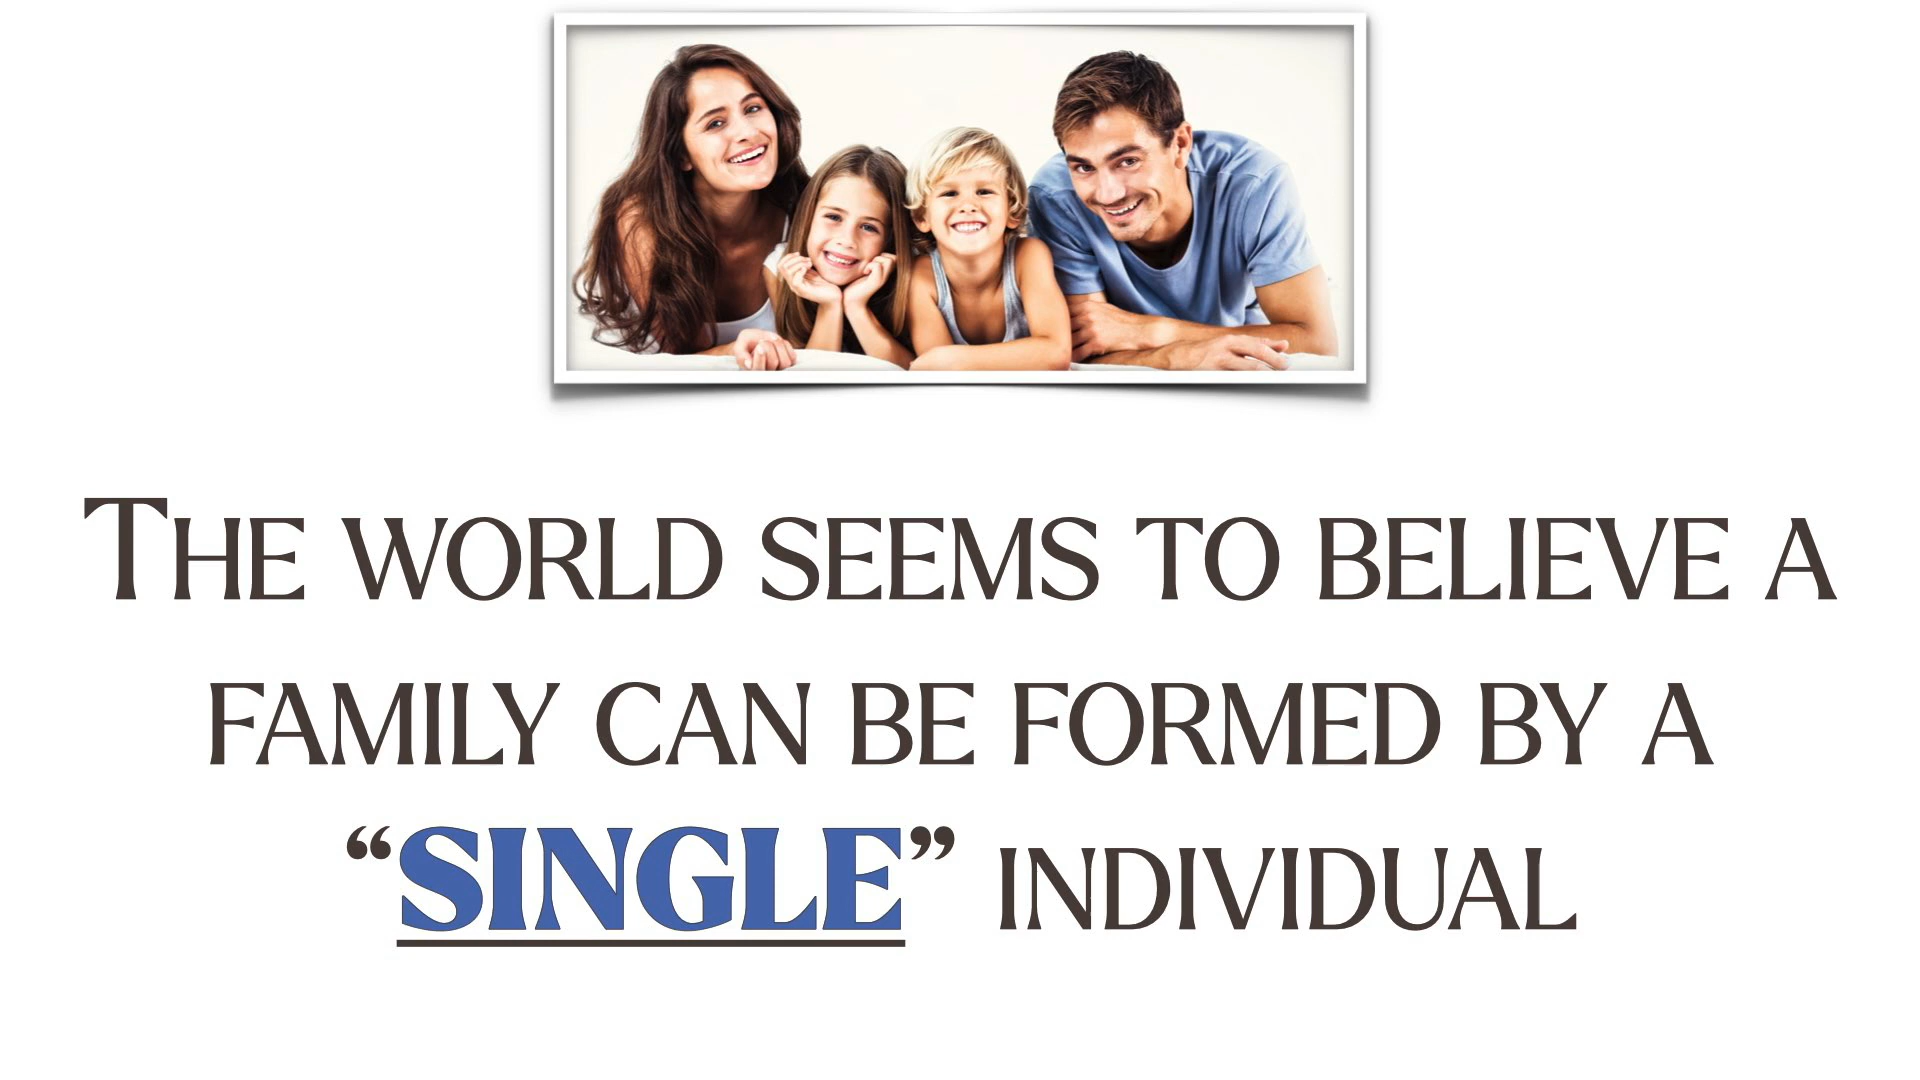 The world seems to believe a
family can be formed by a
“single” individual